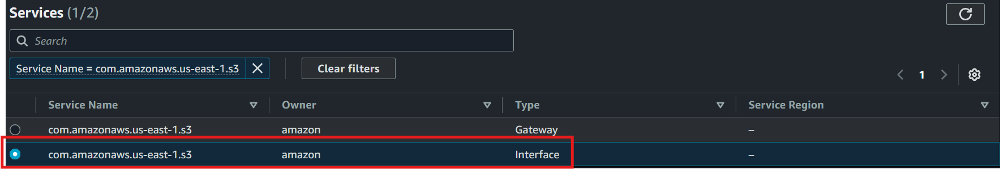 Services (1/2)
Search
Service Name = com.amazonaws.us-east-1.s3
Clear filters
1
Service Name Owner Type Service Region
com.amazonaws.us-east-1.s3 amazon Gateway –
com.amazonaws.us-east-1.s3 amazon Interface –